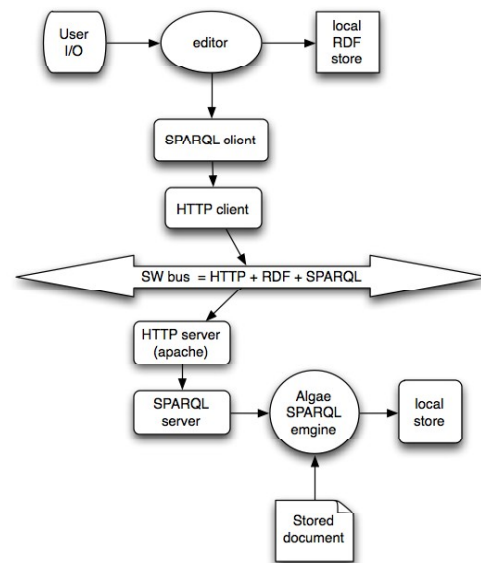 User
I/O
editor
local
RDF
store
SPARQL client
HTTP client
SW bus = HTTP + RDF + SPARQL
HTTP server
(apache)
SPARQL
server
Algae
SPARQL
emgine
local
store
Stored
document